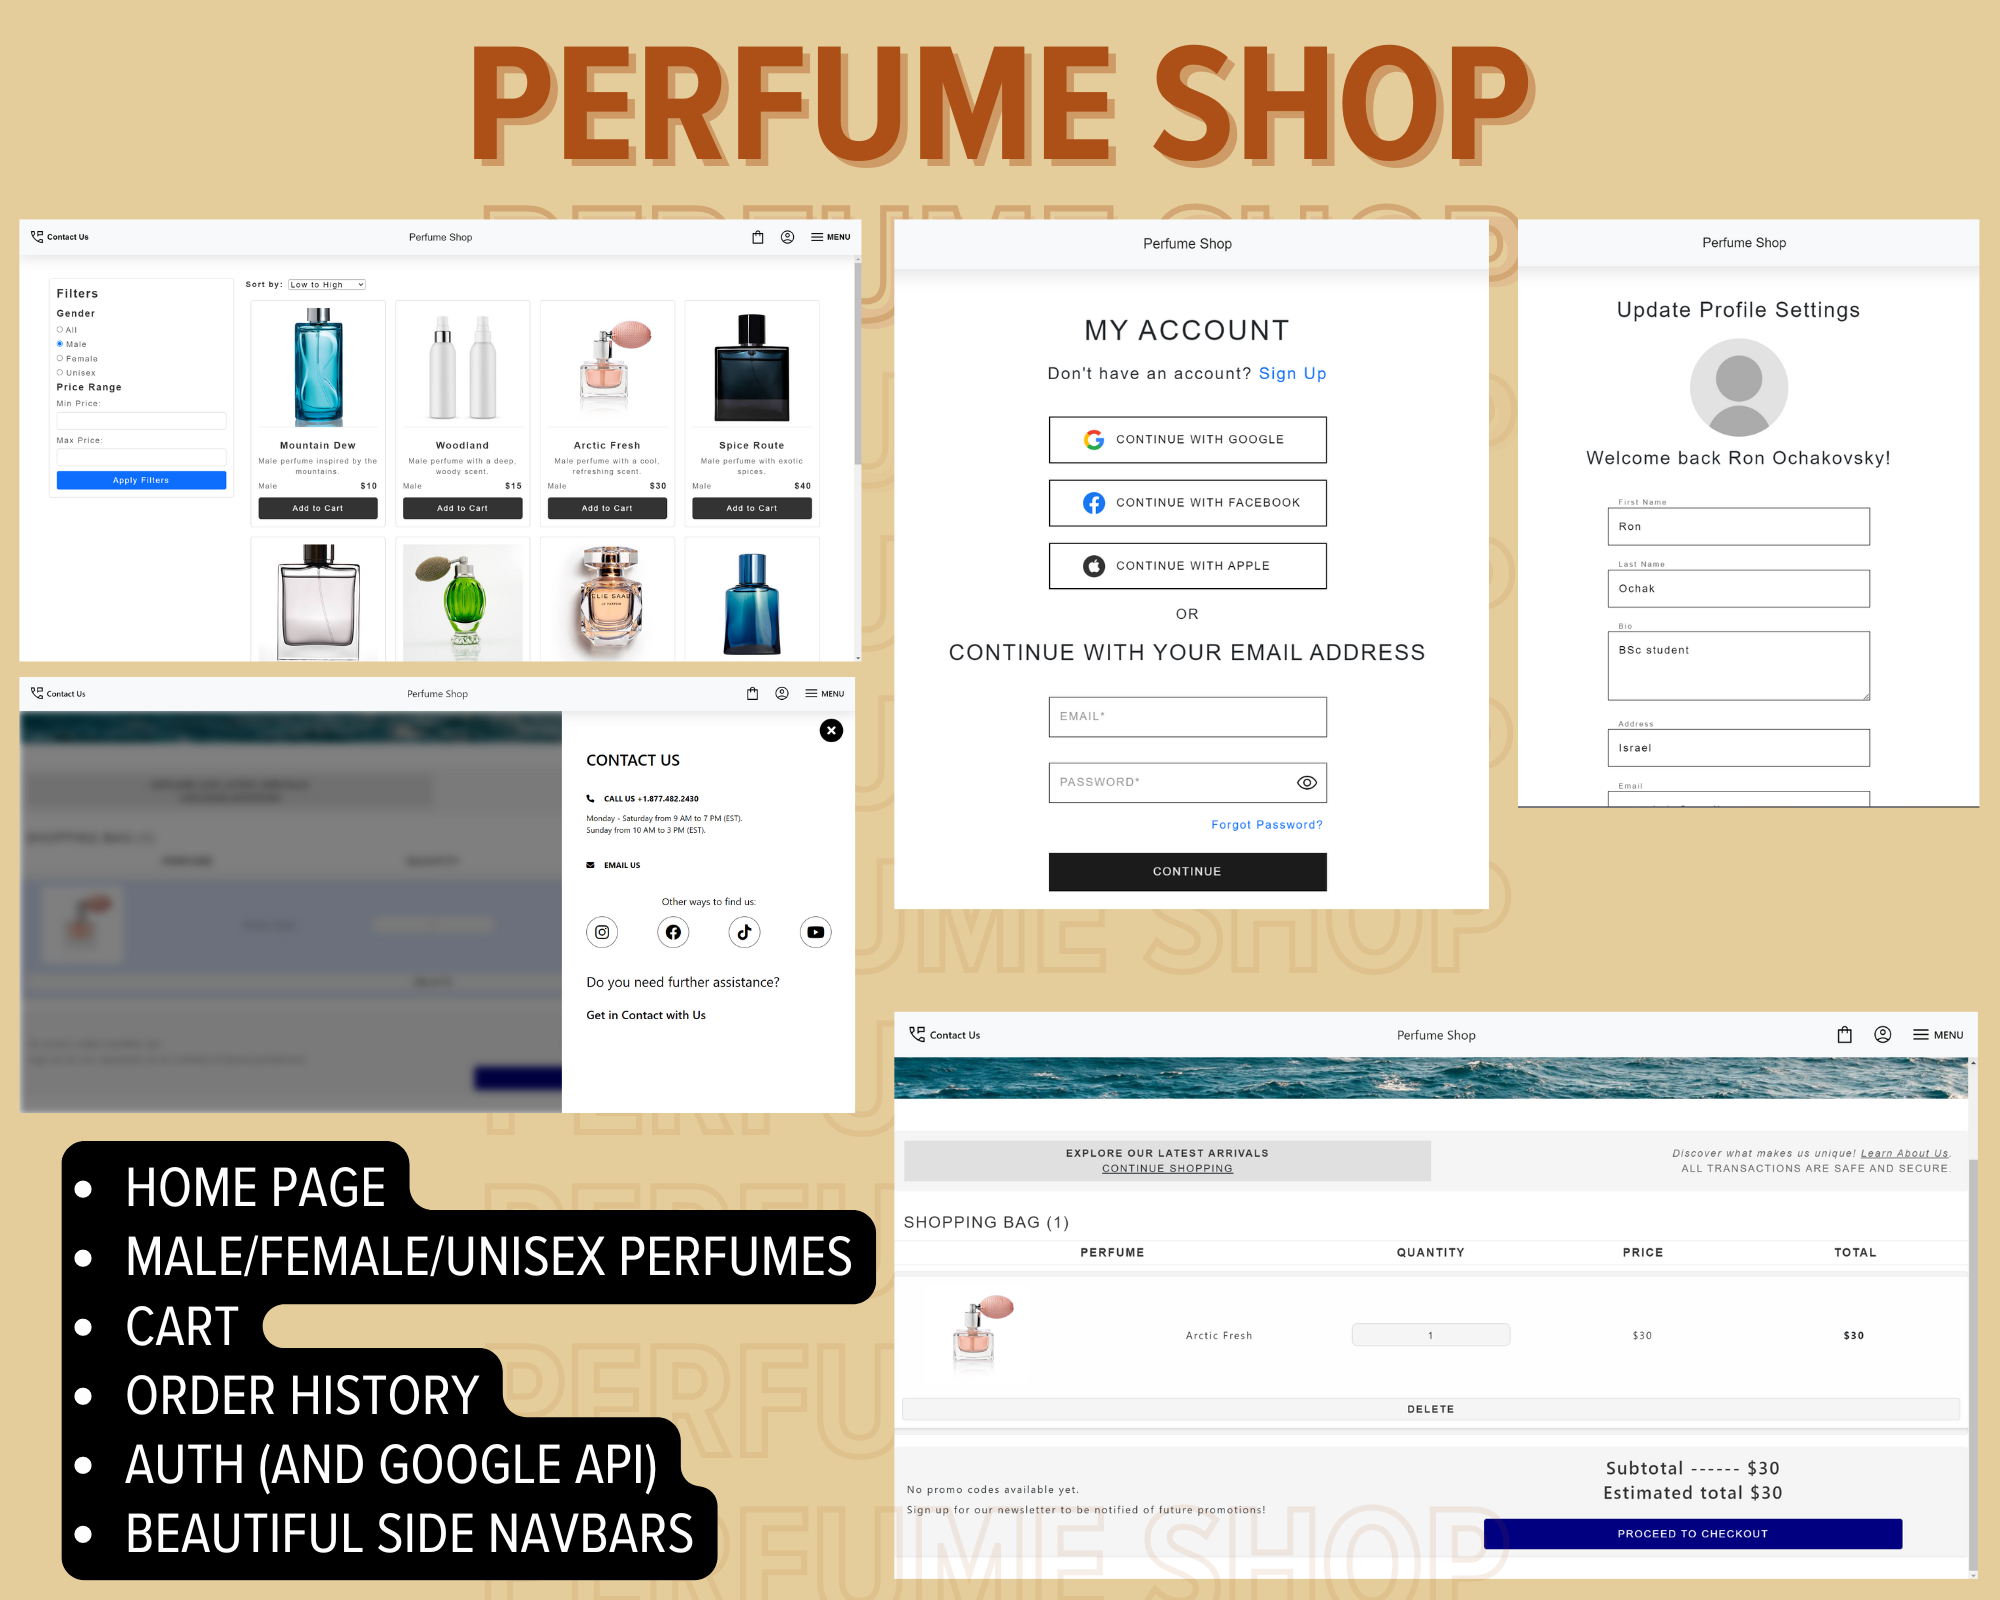 PERFUME SHOP
Contact Us
Perfume Shop
MENU
Filters
Gender
All
Male
Female
Unisex
Price Range
Min Price:
Max Price:
Apply Filters
Sort by: Low to High
Mountain Dew
Male perfume inspired by the
mountains.
Male $10
Add to Cart
Woodland
Male perfume with a deep,
woody scent.
Male $15
Add to Cart
Arctic Fresh
Male perfume with a cool,
refreshing scent.
Male $30
Add to Cart
Spice Route
Male perfume with exotic
spices.
Male $40
Add to Cart
ELIE SAAB
LE PARFUM
Perfume Shop
MY ACCOUNT
Don't have an account? Sign Up
CONTINUE WITH GOOGLE
CONTINUE WITH FACEBOOK
CONTINUE WITH APPLE
OR
CONTINUE WITH YOUR EMAIL ADDRESS
EMAIL*
PASSWORD*
Forgot Password?
CONTINUE
Perfume Shop
Update Profile Settings
Welcome back Ron Ochakovsky!
First Name
Ron
Last Name
Ochak
Bio
BSc student
Address
Israel
Email
Contact Us
Perfume Shop
MENU
SHOPPING BAG (1)
PERFUME
QUANTITY
CONTACT US
CALL US +1.877.482.2430
Monday - Saturday from 9 AM to 7 PM (EST).
Sunday from 10 AM to 3 PM (EST).
EMAIL US
Other ways to find us:
Do you need further assistance?
Get in Contact with Us
Contact Us
Perfume Shop
MENU
EXPLORE OUR LATEST ARRIVALS
CONTINUE SHOPPING
Discover what makes us unique! Learn About Us.
ALL TRANSACTIONS ARE SAFE AND SECURE.
SHOPPING BAG (1)
PERFUME QUANTITY PRICE TOTAL
Arctic Fresh 1 $30 $30
DELETE
No promo codes available yet.
Sign up for our newsletter to be notified of future promotions!
Subtotal ------ $30
Estimated total $30
PROCEED TO CHECKOUT
• HOME PAGE
• MALE/FEMALE/UNISEX PERFUMES
• CART
• ORDER HISTORY
• AUTH (AND GOOGLE API)
• BEAUTIFUL SIDE NAVBARS